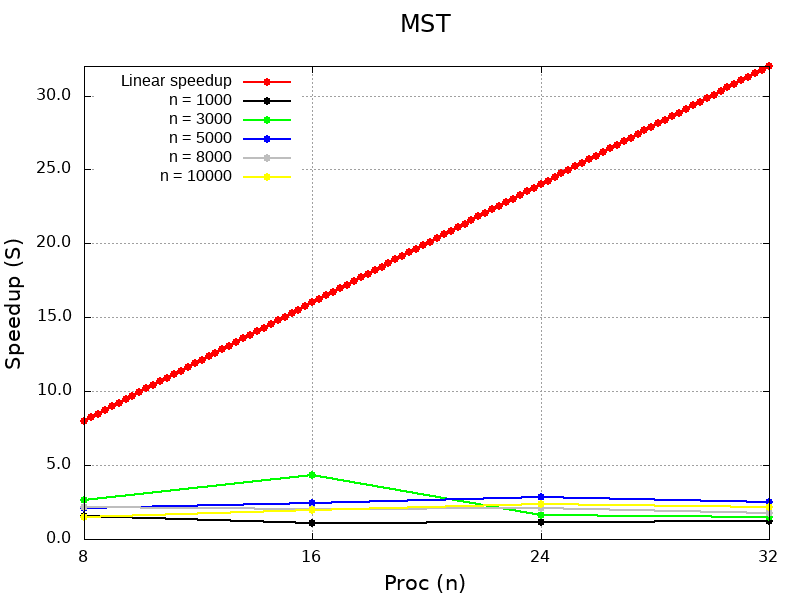 MST
Linear speedup
n = 1000
n = 3000
n = 5000
n = 8000
n = 10000
30.0
25.0
20.0
15.0
10.0
5.0
0.0
Speedup (S)
8 16 24 32
Proc (n)